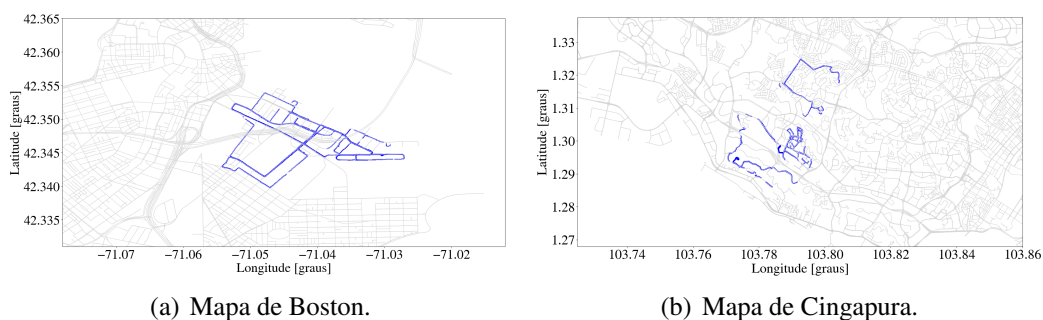 42.365
42.360
42.355
42.350
42.345
42.340
42.335
Latitude [graus]
−71.07 −71.06 −71.05 −71.04 −71.03 −71.02
Longitude [graus]
(a) Mapa de Boston.
1.33
1.32
1.31
1.30
1.29
1.28
1.27
Latitude [graus]
103.74 103.76 103.78 103.80 103.82 103.84 103.86
Longitude [graus]
(b) Mapa de Cingapura.